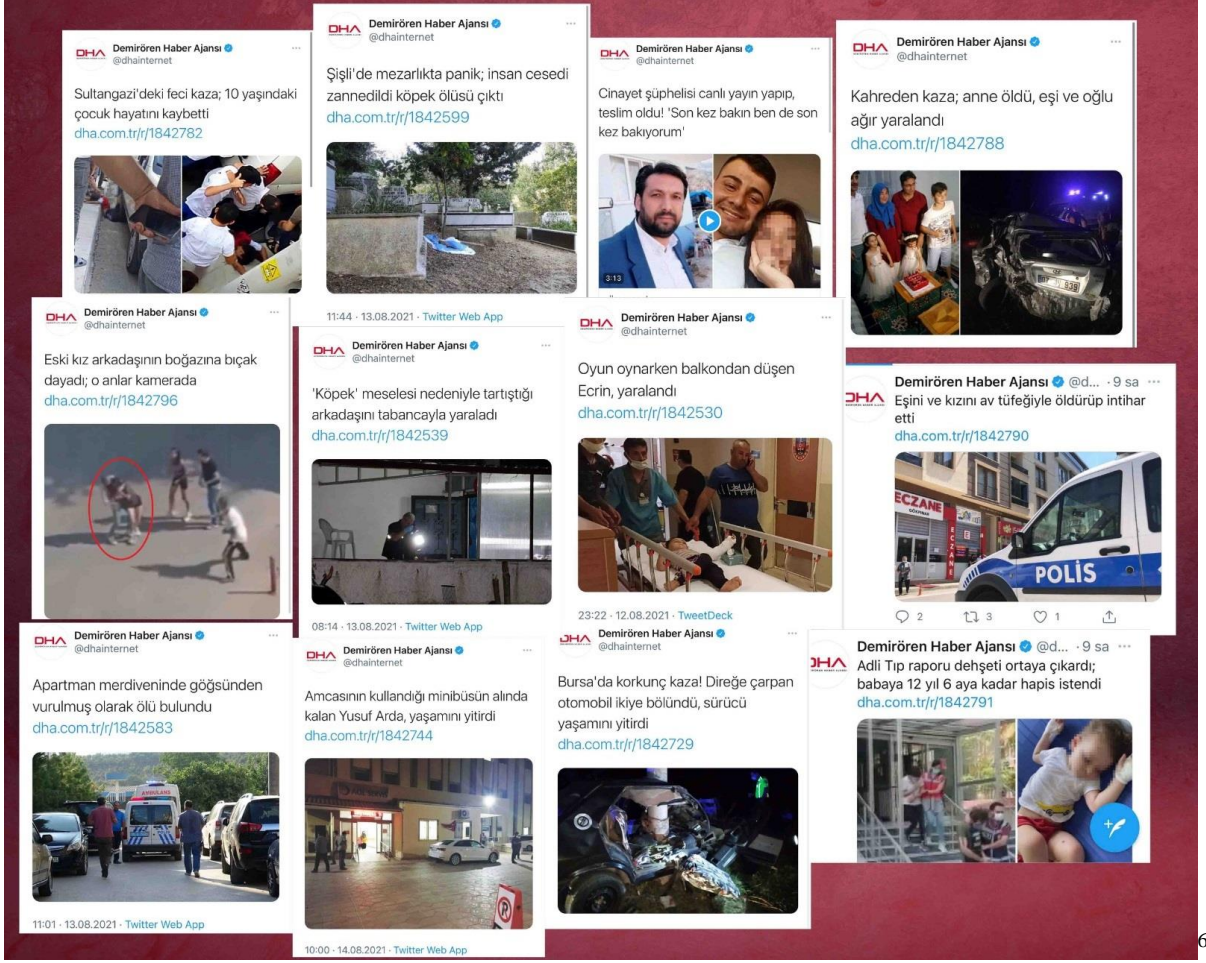 DHA
Demirören Haber Ajansı
@dhainternet
Sultangazi'deki feci kaza; 10 yaşındaki
çocuk hayatını kaybetti
dha.com.tr/r/1842782
DHA
Demirören Haber Ajansı
@dhainternet
Şişli'de mezarlıkta panik; insan cesedi
zannedildi köpek ölüsü çıktı
dha.com.tr/r/1842599
11:44 · 13.08.2021 · Twitter Web App
DHA
Demirören Haber Ajansı
@dhainternet
Cinayet şüphelisi canlı yayın yapıp,
teslim oldu! 'Son kez bakın ben de son
kez bakıyorum'
3:13
DHA
Demirören Haber Ajansı
@dhainternet
Kahreden kaza; anne öldü, eşi ve oğlu
ağır yaralandı
dha.com.tr/r/1842788
DHA
Demirören Haber Ajansı
@dhainternet
Eski kız arkadaşının boğazına bıçak
dayadı; o anlar kamerada
dha.com.tr/r/1842796
DHA
Demirören Haber Ajansı
@dhainternet
'Köpek' meselesi nedeniyle tartıştığı
arkadaşını tabancayla yaraladı
dha.com.tr/r/1842539
08:14 · 13.08.2021 · Twitter Web App
DHA
Demirören Haber Ajansı
@dhainternet
Oyun oynarken balkondan düşen
Ecrin, yaralandı
dha.com.tr/r/1842530
23:22 · 12.08.2021 · TweetDeck
DHA
Demirören Haber Ajansı @d... · 9 sa
Eşini ve kızını av tüfeğiyle öldürüp intihar
etti
dha.com.tr/r/1842790
ECZANE
ECZANE
POLİS
2 3 1
DHA
Demirören Haber Ajansı
@dhainternet
Apartman merdiveninde göğsünden
vurulmuş olarak ölü bulundu
dha.com.tr/r/1842583
AMBULANS
11:01 · 13.08.2021 · Twitter Web App
DHA
Demirören Haber Ajansı
@dhainternet
Amcasının kullandığı minibüsün alında
kalan Yusuf Arda, yaşamını yitirdi
dha.com.tr/r/1842744
10:00 · 14.08.2021 · Twitter Web App
DHA
Demirören Haber Ajansı
@dhainternet
Bursa'da korkunç kaza! Direğe çarpan
otomobil ikiye bölündü, sürücü
yaşamını yitirdi
dha.com.tr/r/1842729
DHA
Demirören Haber Ajansı @d... · 9 sa
Adli Tıp raporu dehşeti ortaya çıkardı;
babaya 12 yıl 6 aya kadar hapis istendi
dha.com.tr/r/1842791
6